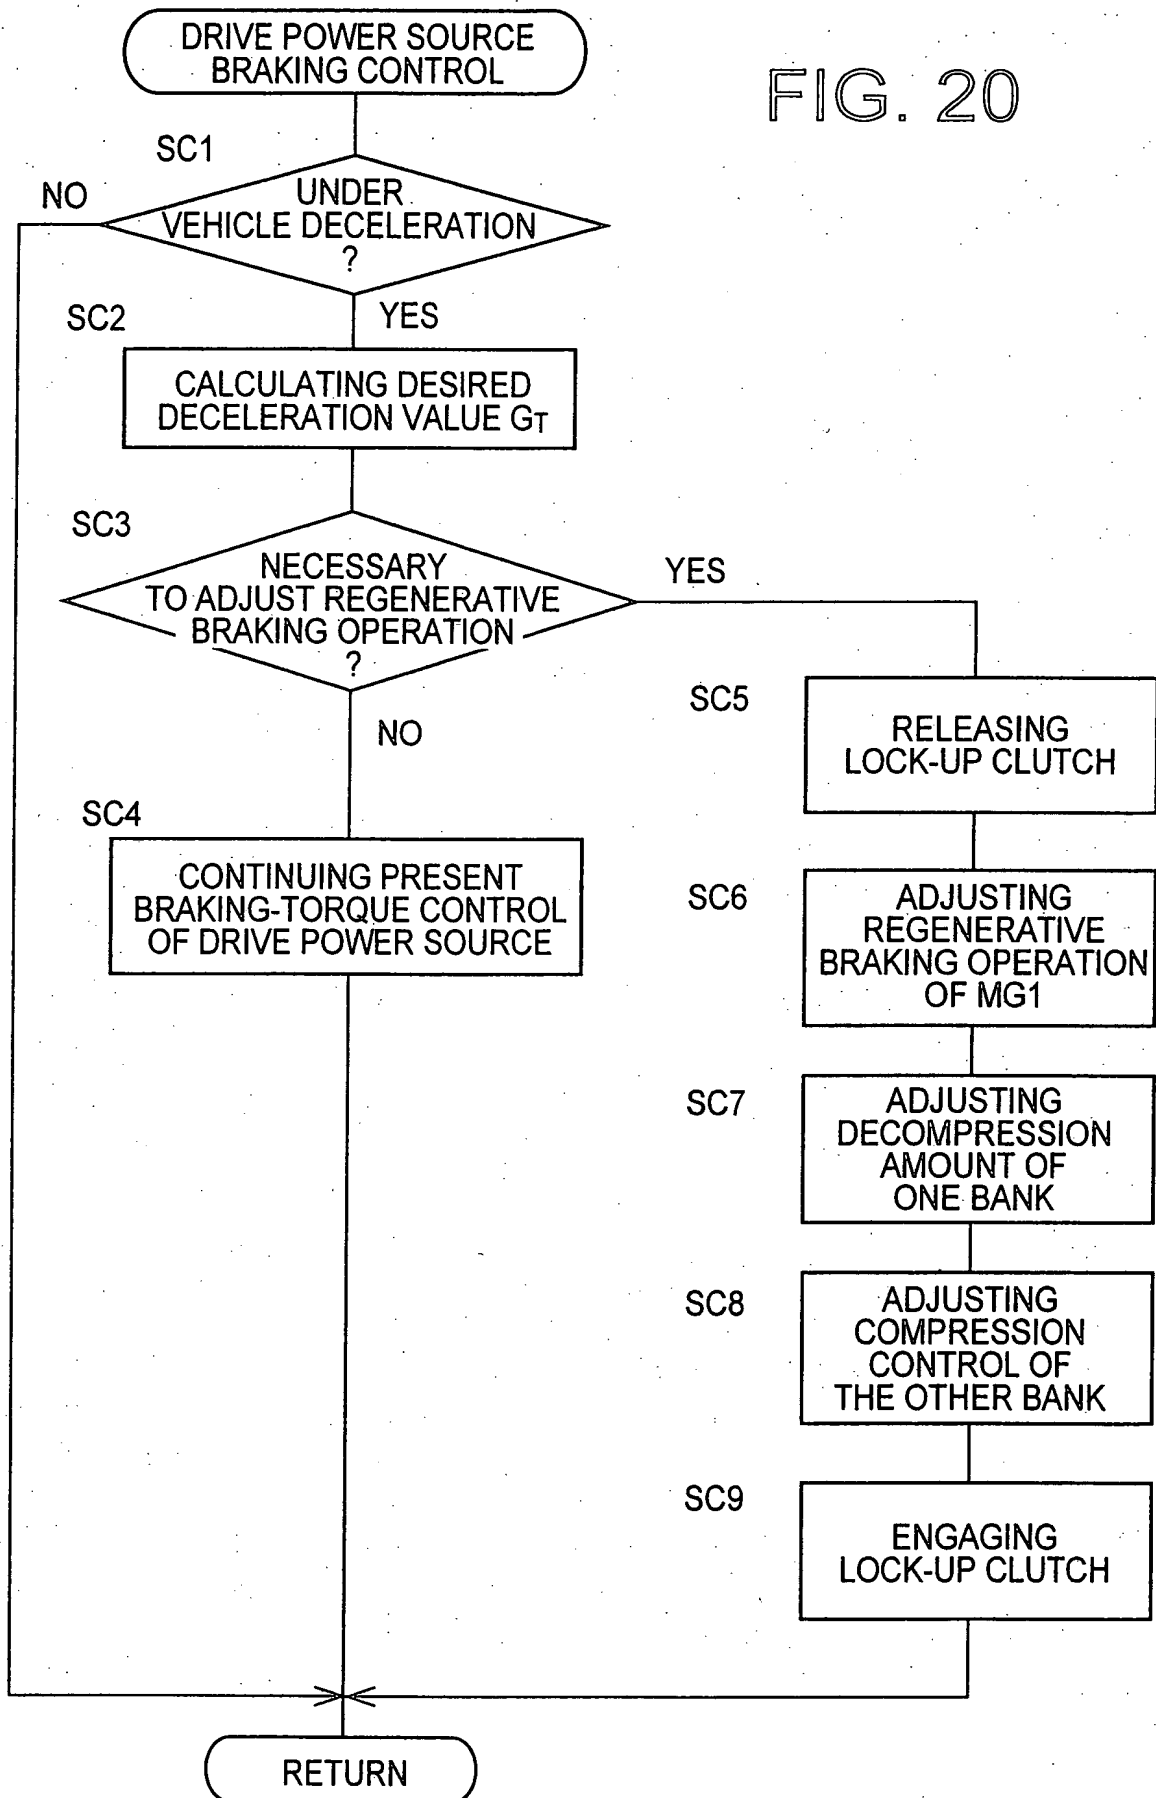 DRIVE POWER SOURCE
BRAKING CONTROL
FIG. 20
SC1
NO
UNDER
VEHICLE DECELERATION
?
SC2
YES
CALCULATING DESIRED
DECELERATION VALUE GT
SC3
NECESSARY
TO ADJUST REGENERATIVE
BRAKING OPERATION
?
YES
NO
SC4
CONTINUING PRESENT
BRAKING-TORQUE CONTROL
OF DRIVE POWER SOURCE
SC5
RELEASING
LOCK-UP CLUTCH
SC6
ADJUSTING
REGENERATIVE
BRAKING OPERATION
OF MG1
SC7
ADJUSTING
DECOMPRESSION
AMOUNT OF
ONE BANK
SC8
ADJUSTING
COMPRESSION
CONTROL OF
THE OTHER BANK
SC9
ENGAGING
LOCK-UP CLUTCH
RETURN